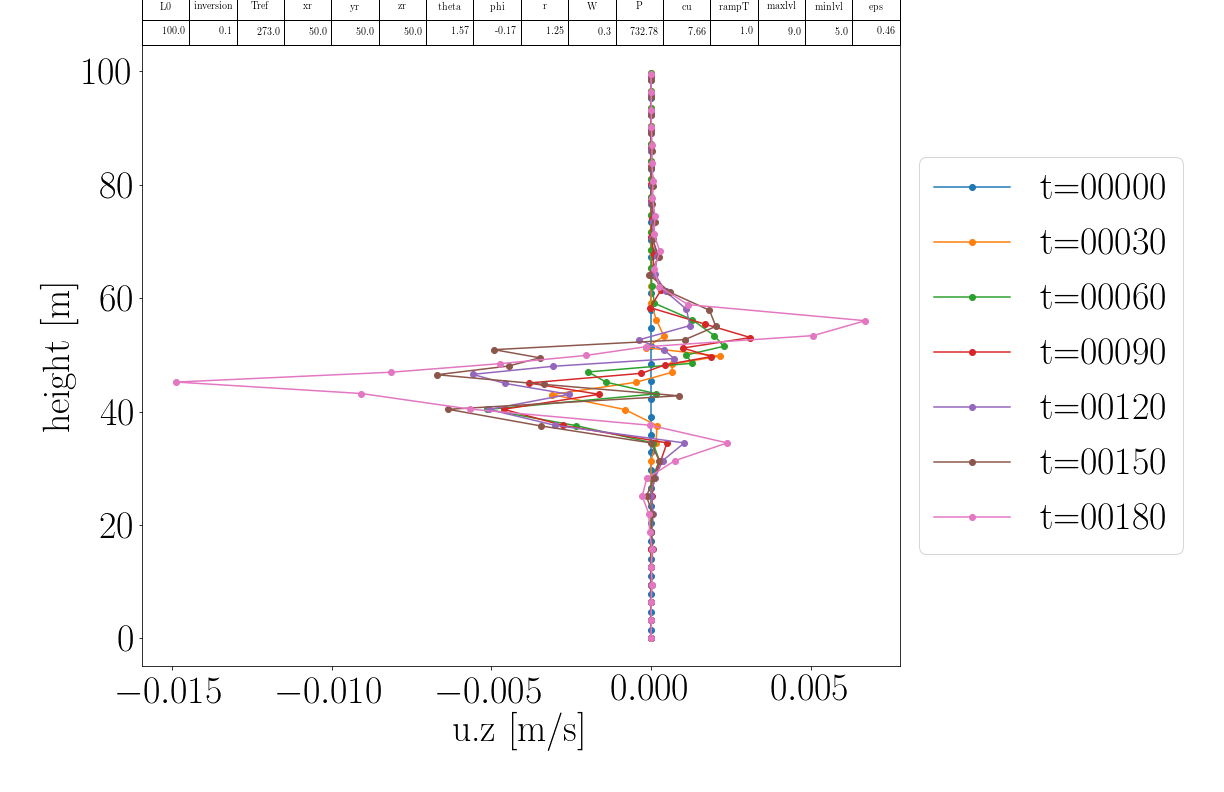 L0 inversion Tref xr yr zr theta phi r W P cu rampT maxlvl minlvl eps
100.0 0.1 273.0 50.0 50.0 50.0 1.57 -0.17 1.25 0.3 732.78 7.66 1.0 9.0 5.0 0.46
100
80
60
40
20
0
height [m]
−0.015 −0.010 −0.005 0.000 0.005
u.z [m/s]
t=00000
t=00030
t=00060
t=00090
t=00120
t=00150
t=00180